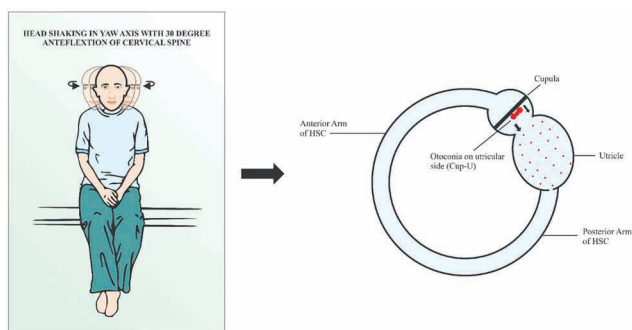 HEAD SHAKING IN YAW AXIS WITH 30 DEGREE
ANTEFLEXTION OF CERVICAL SPINE
Cupula
Anterior Arm
of HSC
Otoconia on utricular
side (Cup-U)
Utricle
Posterior Arm
of HSC